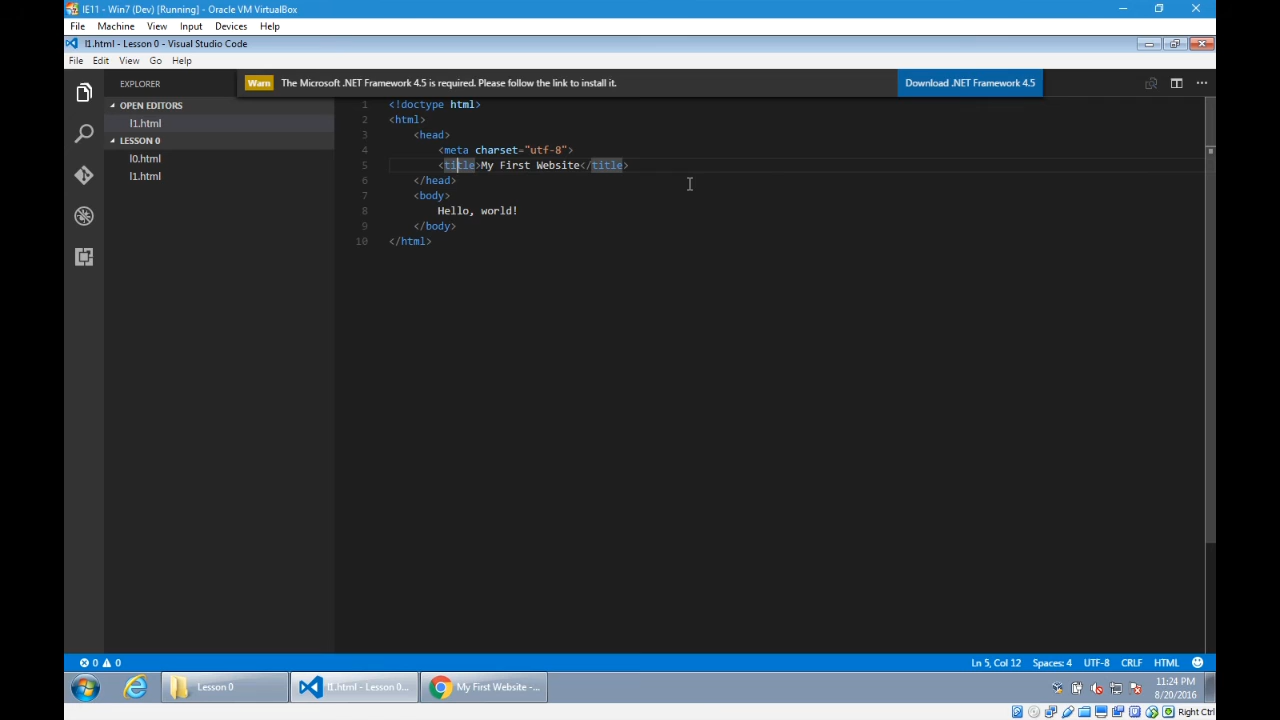 IE11 - Win7 (Dev) [Running] - Oracle VM VirtualBox
File Machine View Input Devices Help
l1.html - Lesson 0 - Visual Studio Code
File Edit View Go Help
EXPLORER
Warn The Microsoft .NET Framework 4.5 is required. Please follow the link to install it. Download .NET Framework 4.5
OPEN EDITORS
l1.html
LESSON 0
l0.html
l1.html
1 <!doctype html>
2 <html>
3 <head>
4 <meta charset="utf-8">
5 <title>My First Website</title>
6 </head>
7 <body>
8 Hello, world!
9 </body>
10 </html>
0 0
Ln 5, Col 12 Spaces: 4 UTF-8 CRLF HTML
Lesson 0
l1.html - Lesson 0...
My First Website -...
11:24 PM
8/20/2016
Right Ctrl